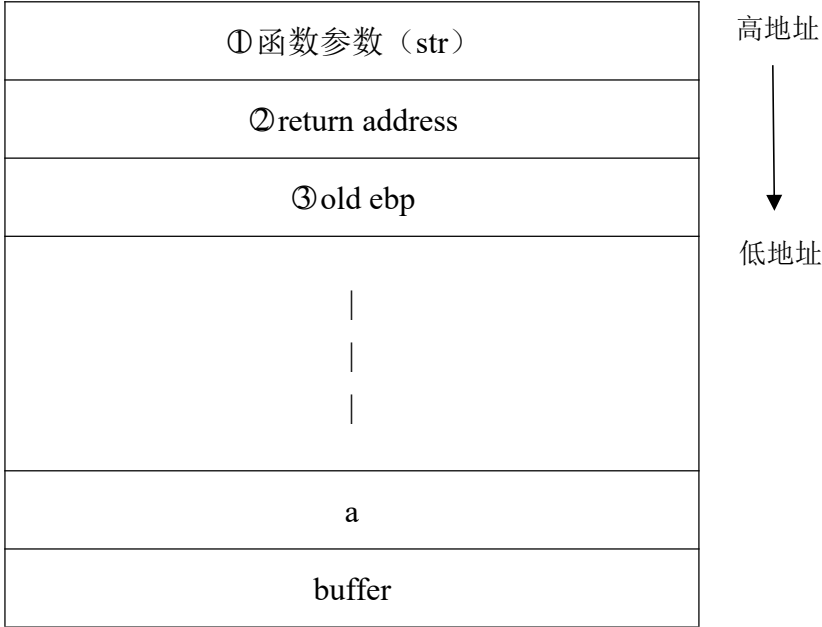 ①函数参数（str）
高地址
②return address
③old ebp
低地址
|
|
|
a
buffer